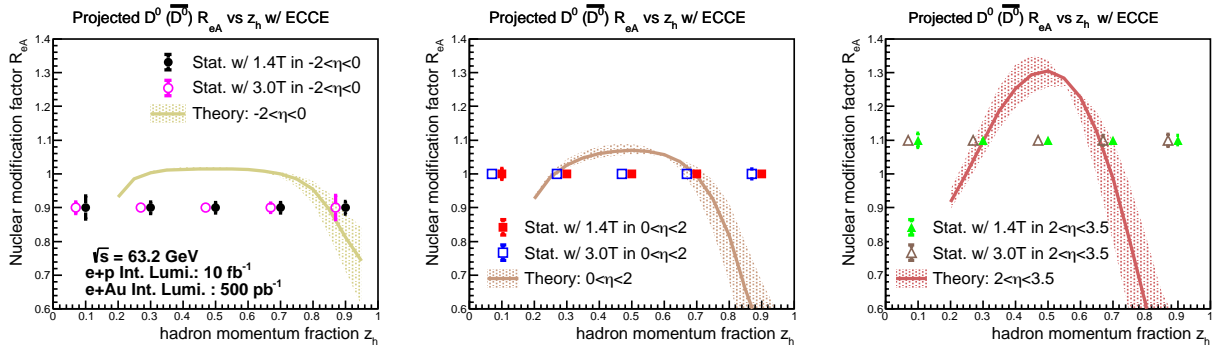 Projected D⁰ (D̅⁰) R_eA vs z_h w/ ECCE
Nuclear modification factor R_eA
1.4
1.3
1.2
1.1
1
0.9
0.8
0.7
0.6
Stat. w/ 1.4T in -2<η<0
Stat. w/ 3.0T in -2<η<0
Theory: -2<η<0
√s = 63.2 GeV
e+p Int. Lumi.: 10 fb⁻¹
e+Au Int. Lumi. : 500 pb⁻¹
0 0.1 0.2 0.3 0.4 0.5 0.6 0.7 0.8 0.9 1
hadron momentum fraction z_h
Projected D⁰ (D̅⁰) R_eA vs z_h w/ ECCE
Nuclear modification factor R_eA
1.4
1.3
1.2
1.1
1
0.9
0.8
0.7
0.6
Stat. w/ 1.4T in 0<η<2
Stat. w/ 3.0T in 0<η<2
Theory: 0<η<2
0 0.1 0.2 0.3 0.4 0.5 0.6 0.7 0.8 0.9 1
hadron momentum fraction z_h
Projected D⁰ (D̅⁰) R_eA vs z_h w/ ECCE
Nuclear modification factor R_eA
1.4
1.3
1.2
1.1
1
0.9
0.8
0.7
0.6
Stat. w/ 1.4T in 2<η<3.5
Stat. w/ 3.0T in 2<η<3.5
Theory: 2<η<3.5
0 0.1 0.2 0.3 0.4 0.5 0.6 0.7 0.8 0.9 1
hadron momentum fraction z_h